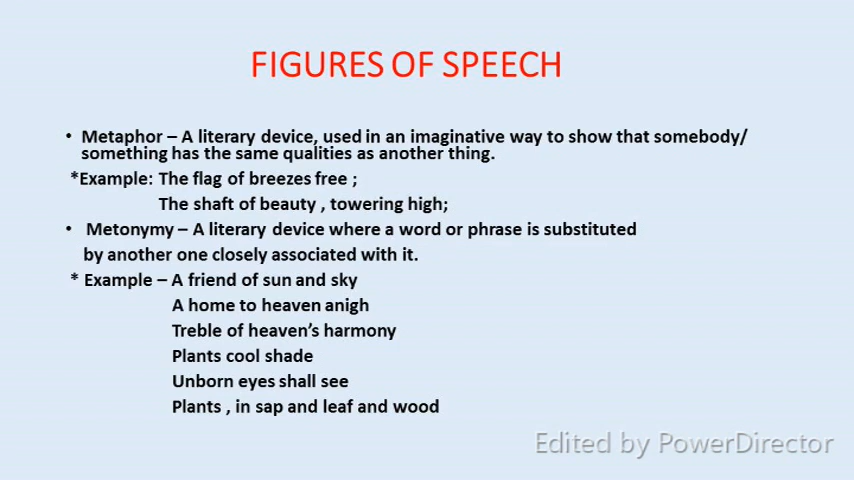 FIGURES OF SPEECH
• Metaphor – A literary device, used in an imaginative way to show that somebody/
something has the same qualities as another thing.
*Example: The flag of breezes free ;
The shaft of beauty , towering high;
• Metonymy – A literary device where a word or phrase is substituted
by another one closely associated with it.
* Example – A friend of sun and sky
A home to heaven anigh
Treble of heaven’s harmony
Plants cool shade
Unborn eyes shall see
Plants , in sap and leaf and wood
Edited by PowerDirector